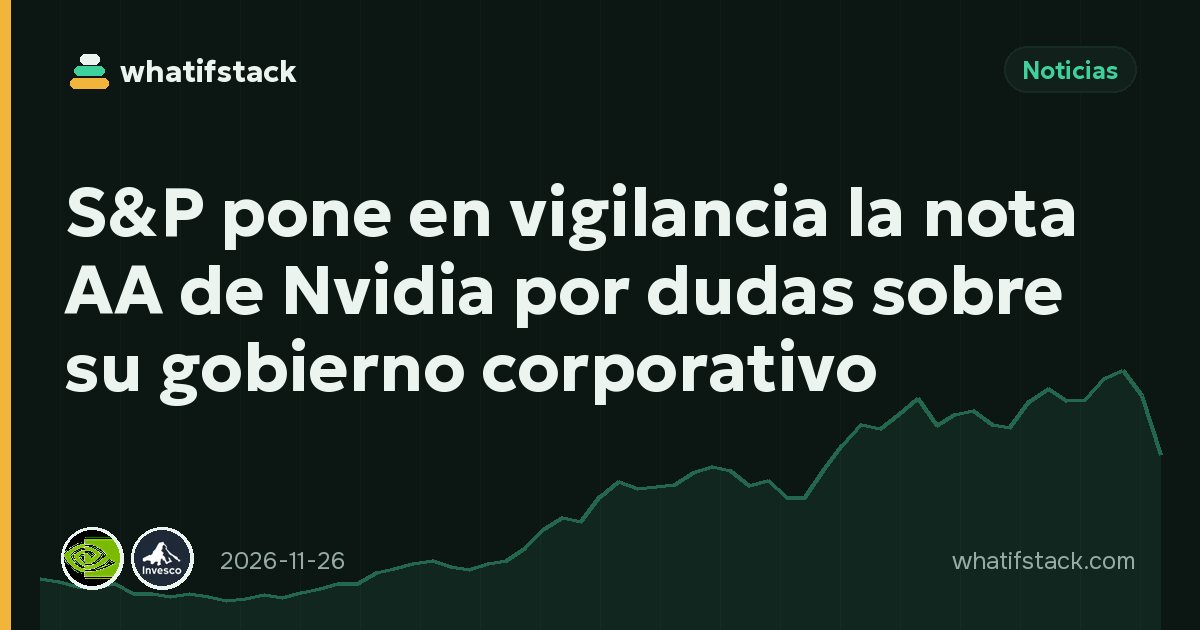 whatifstack
Noticias
S&P pone en vigilancia la nota
AA de Nvidia por dudas sobre
su gobierno corporativo
Invesco
2026-11-26
whatifstack.com